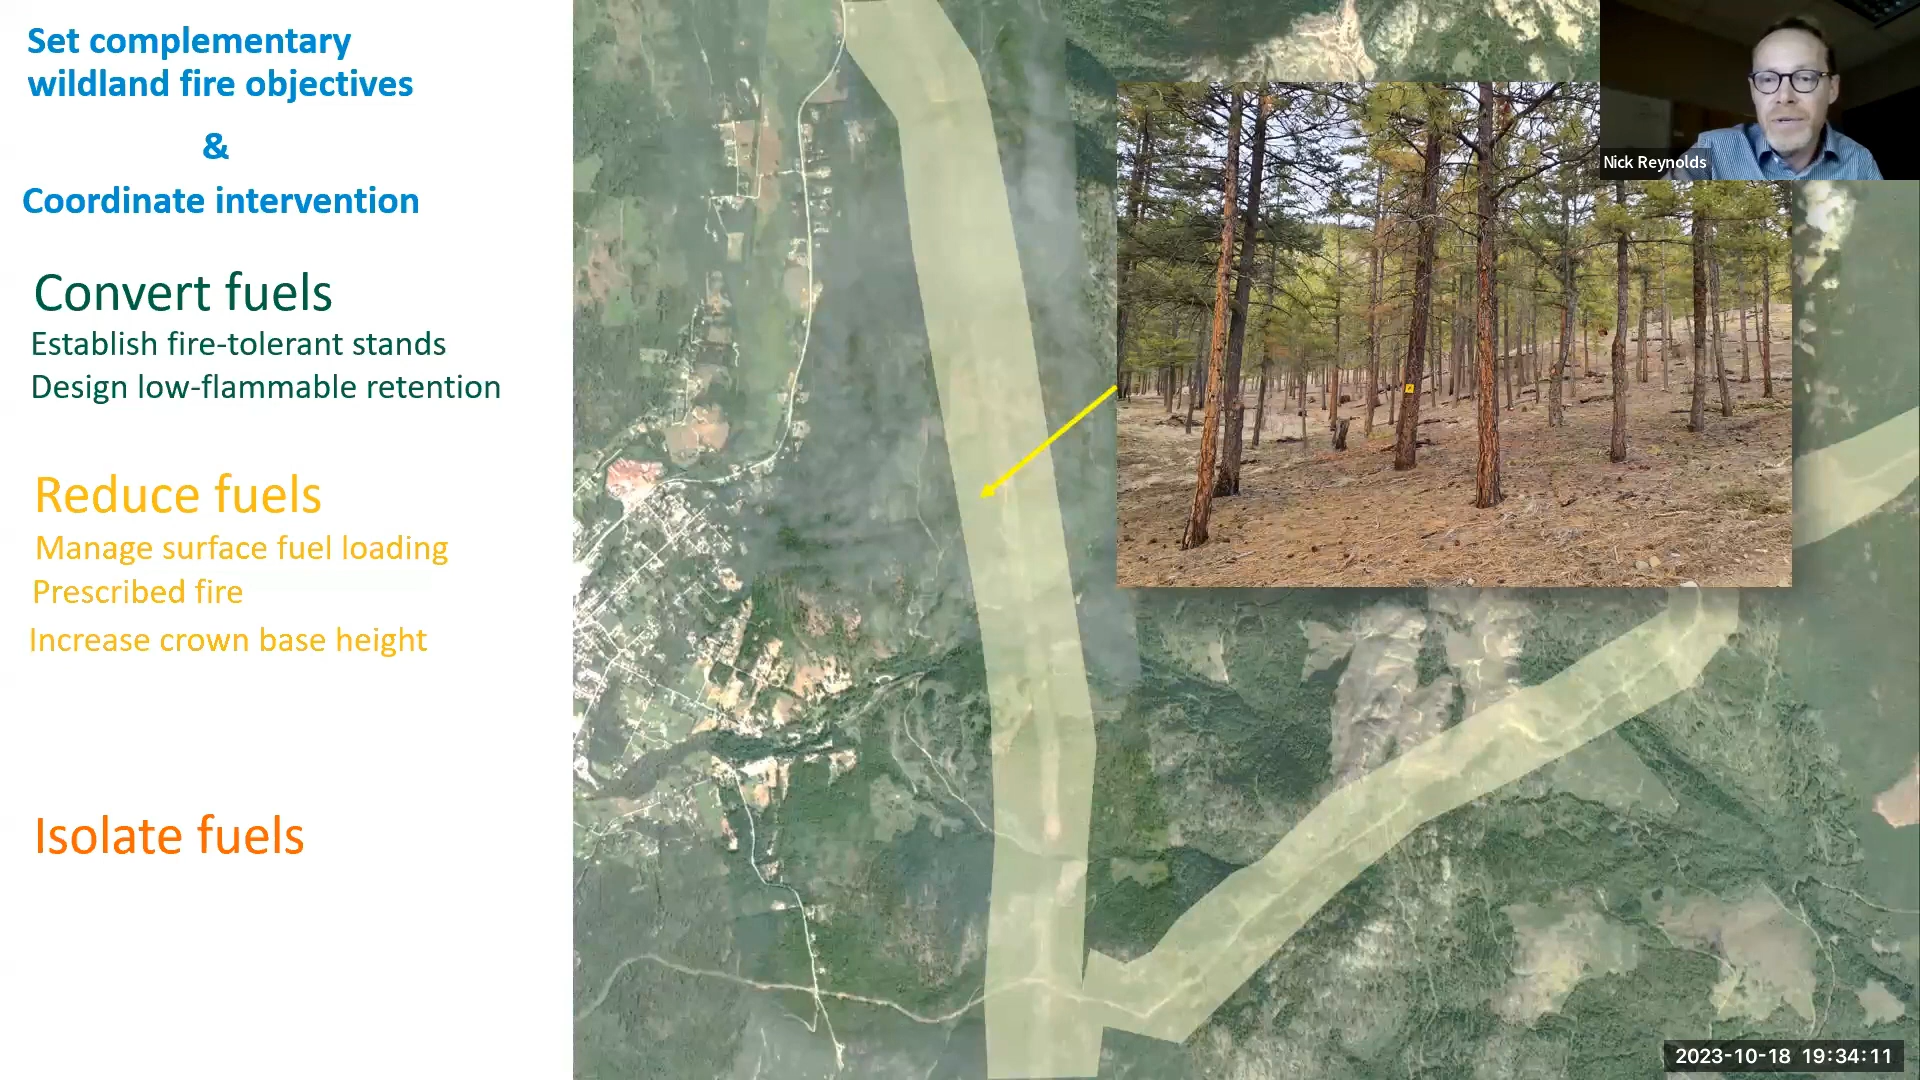 Set complementary
wildland fire objectives
&
Coordinate intervention
Convert fuels
Establish fire-tolerant stands
Design low-flammable retention
Reduce fuels
Manage surface fuel loading
Prescribed fire
Increase crown base height
Isolate fuels
Nick Reynolds
2023-10-18 19:34:11